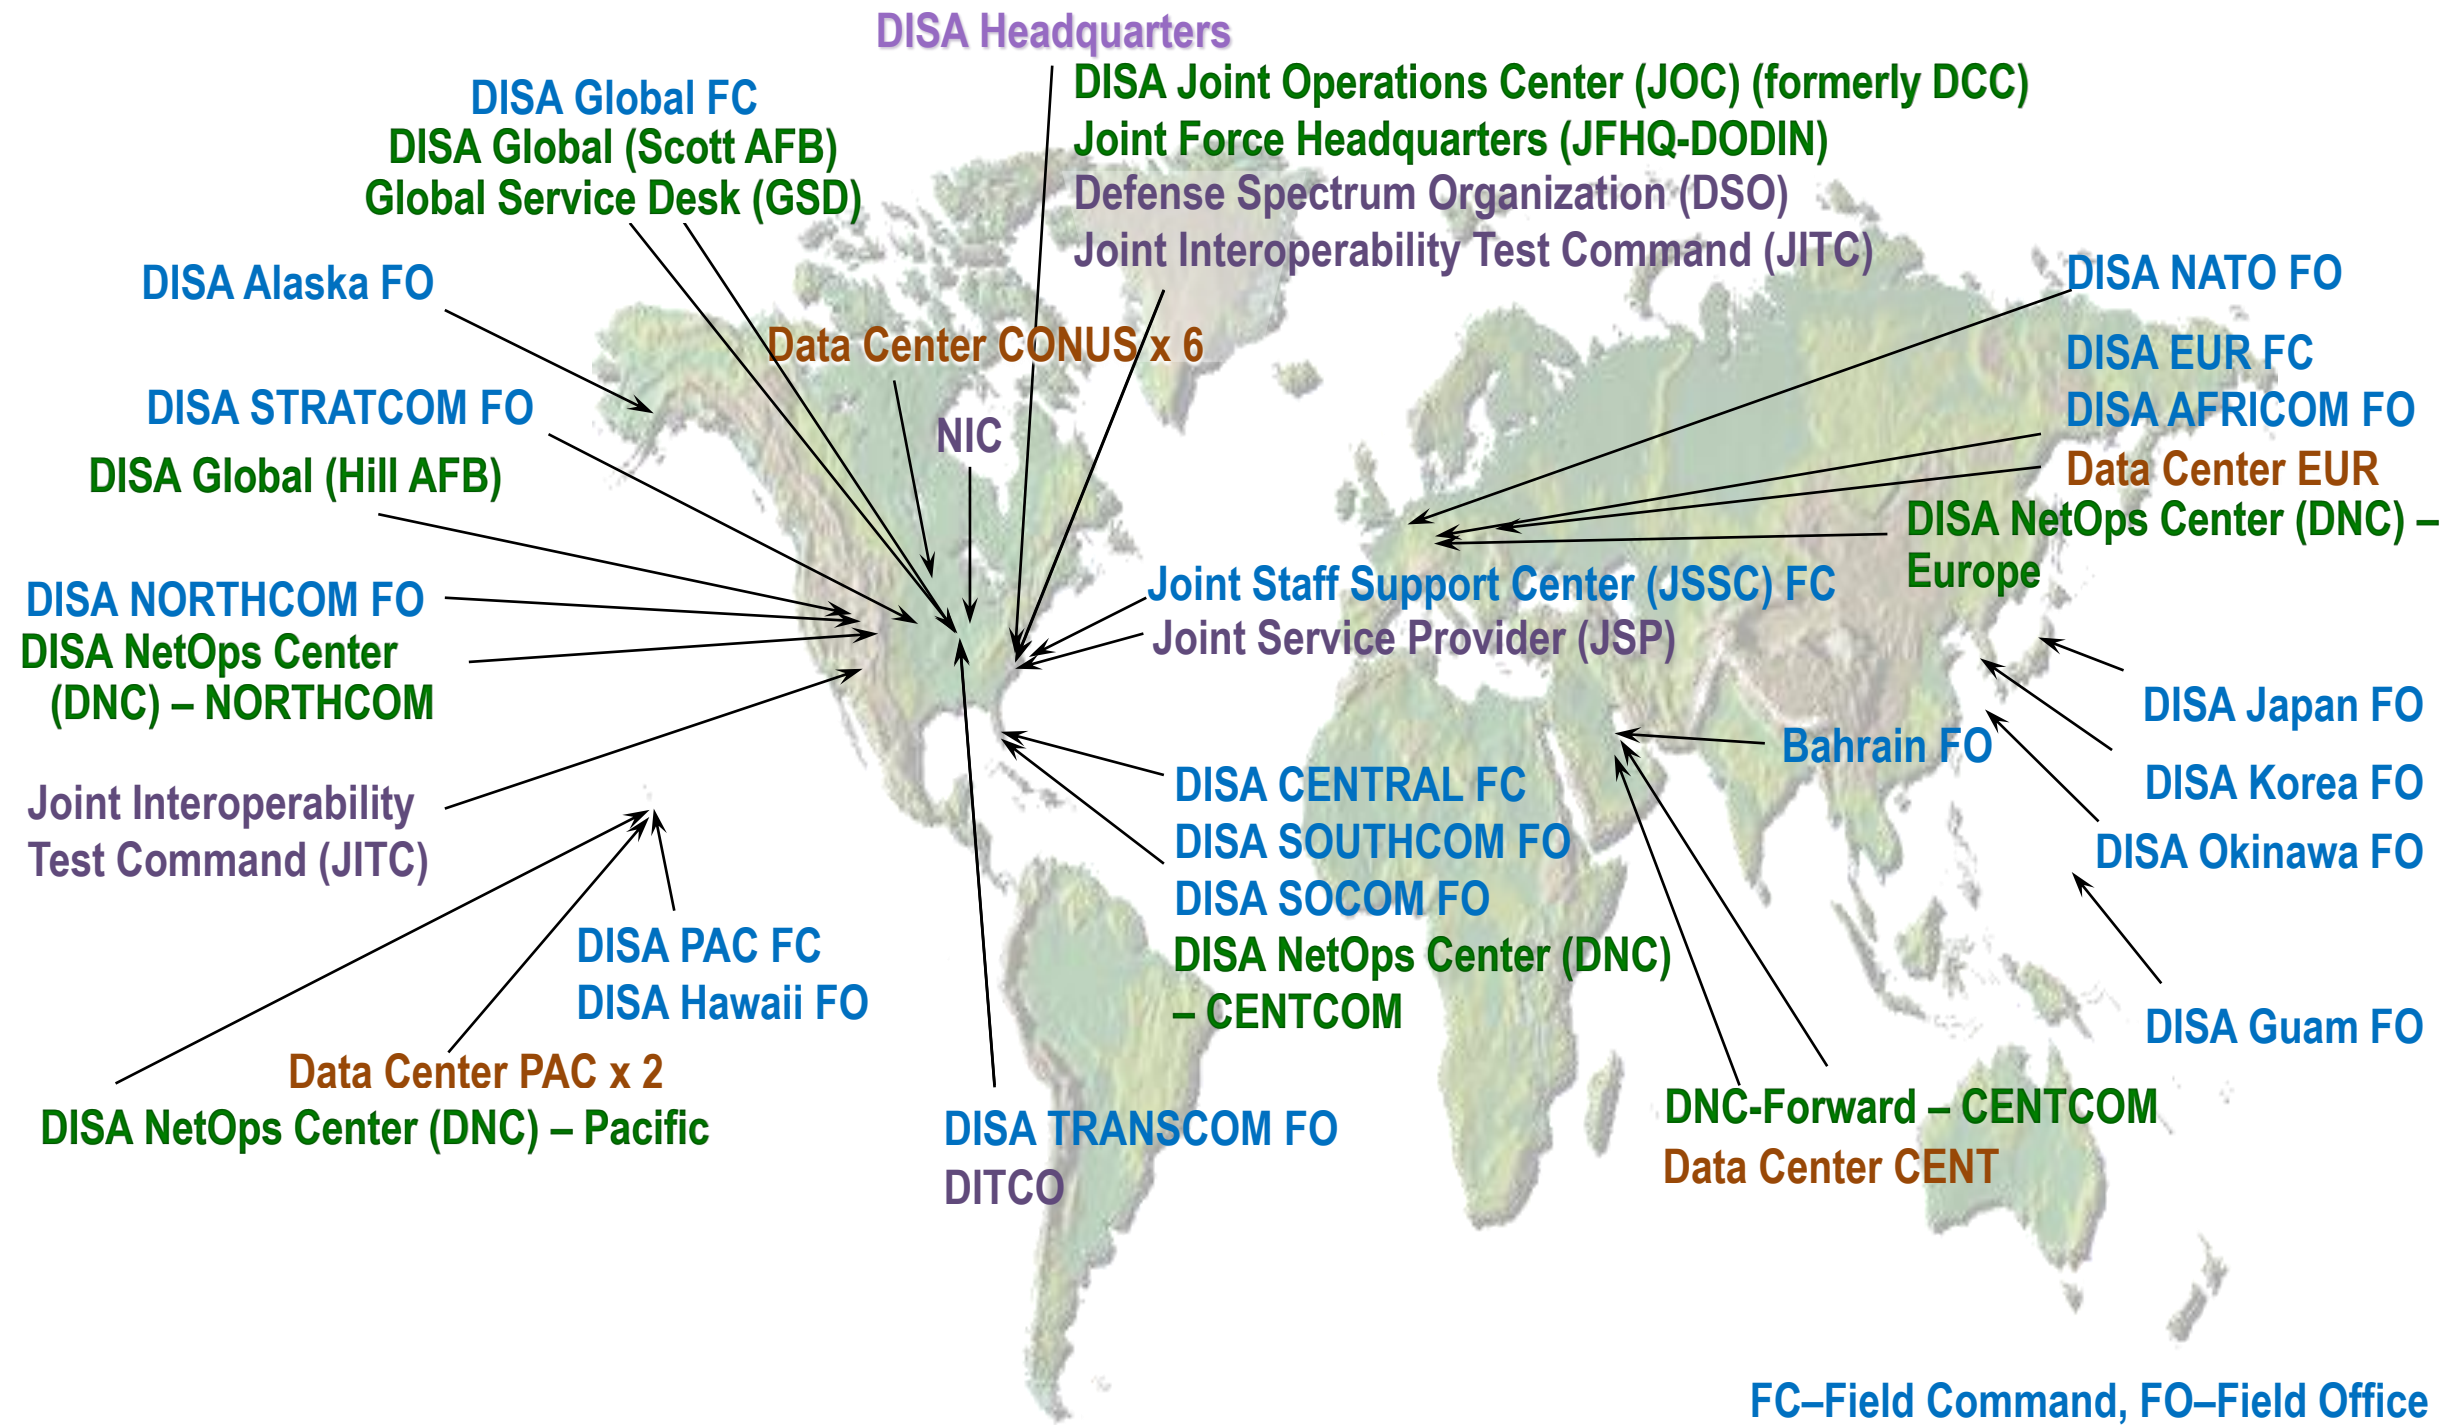 DISA Headquarters
DISA Joint Operations Center (JOC) (formerly DCC)
Joint Force Headquarters (JFHQ-DODIN)
Defense Spectrum Organization (DSO)
Joint Interoperability Test Command (JITC)
DISA Global FC
DISA Global (Scott AFB)
Global Service Desk (GSD)
DISA Alaska FO
DISA STRATCOM FO
DISA Global (Hill AFB)
DISA NORTHCOM FO
DISA NetOps Center
(DNC) – NORTHCOM
Joint Interoperability
Test Command (JITC)
Data Center CONUS x 6
NIC
DISA NATO FO
DISA EUR FC
DISA AFRICOM FO
Data Center EUR
DISA NetOps Center (DNC) –
Europe
Joint Staff Support Center (JSSC) FC
Joint Service Provider (JSP)
DISA Japan FO
Bahrain FO
DISA Korea FO
DISA Okinawa FO
DISA Guam FO
DISA CENTRAL FC
DISA SOUTHCOM FO
DISA SOCOM FO
DISA NetOps Center (DNC)
– CENTCOM
DISA PAC FC
DISA Hawaii FO
Data Center PAC x 2
DISA NetOps Center (DNC) – Pacific
DISA TRANSCOM FO
DITCO
DNC-Forward – CENTCOM
Data Center CENT
FC–Field Command, FO–Field Office